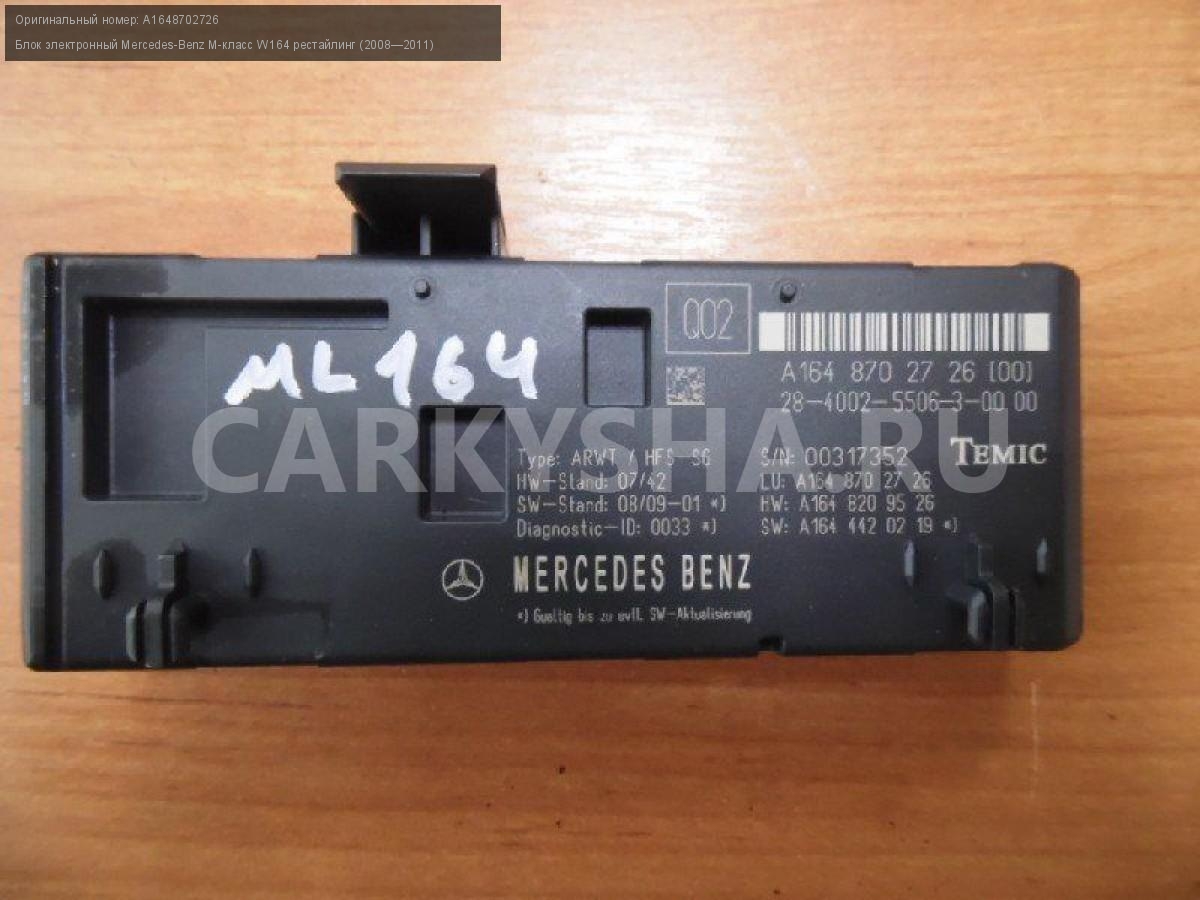 Оригинальный номер: A1648702726
Блок электронный Mercedes-Benz M-класс W164 рестайлинг (2008—2011)
ML 164
Q02
A164 870 27 26 [00]
28-4002-5506-3-00 00
CARKYSHA.RU
TEMIC
Type: ARWT / HFS-SG
S/N: 00317352
HW-Stand: 07/42
LU: A164 870 27 26
SW-Stand: 08/09-01 *)
HW: A164 820 95 26
Diagnostic-ID: 0033 *)
SW: A164 442 02 19 *)
MERCEDES BENZ
*) Gueltig bis zu evtl. SW-Aktualisierung